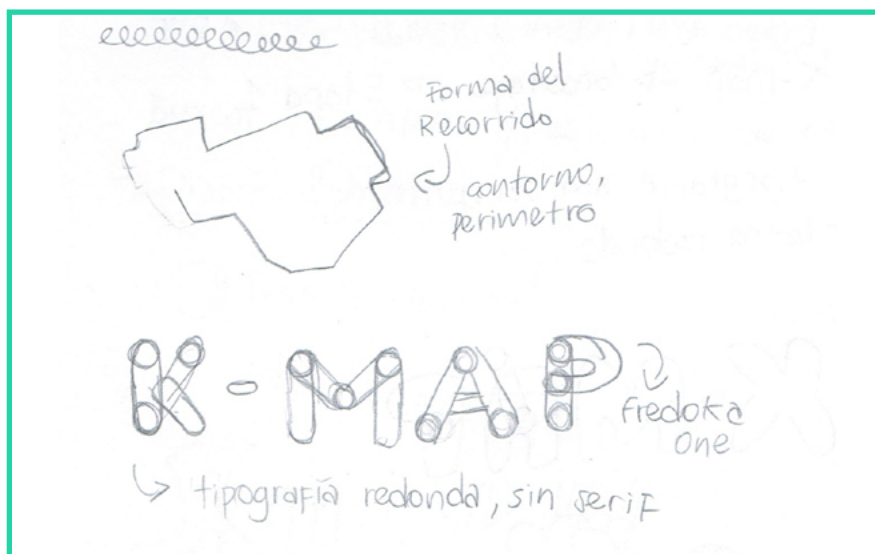 Forma del
Recorrido
contorno,
perimetro
K-MAP
Fredoka
One
tipografía redonda, sin serif